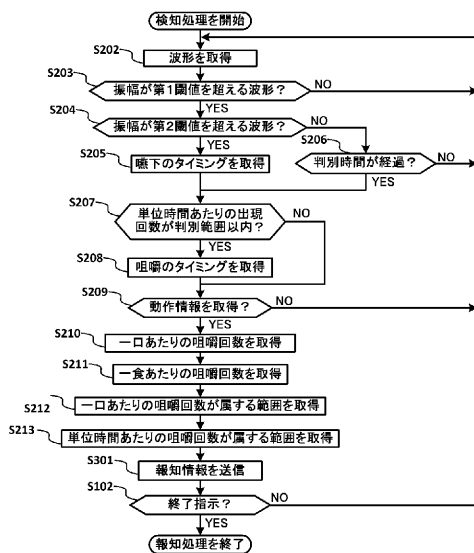 検知処理を開始
S202
波形を取得
S203
振幅が第1閾値を超える波形？
NO
YES
S204
振幅が第2閾値を超える波形？
NO
YES
S205
嚥下のタイミングを取得
S206
判別時間が経過？
NO
YES
S207
単位時間あたりの出現
回数が判別範囲以内？
NO
YES
S208
咀嚼のタイミングを取得
S209
動作情報を取得？
NO
YES
S210
一口あたりの咀嚼回数を取得
S211
一食あたりの咀嚼回数を取得
S212
一口あたりの咀嚼回数が属する範囲を取得
S213
単位時間あたりの咀嚼回数が属する範囲を取得
S301
報知情報を送信
S102
終了指示？
NO
YES
報知処理を終了